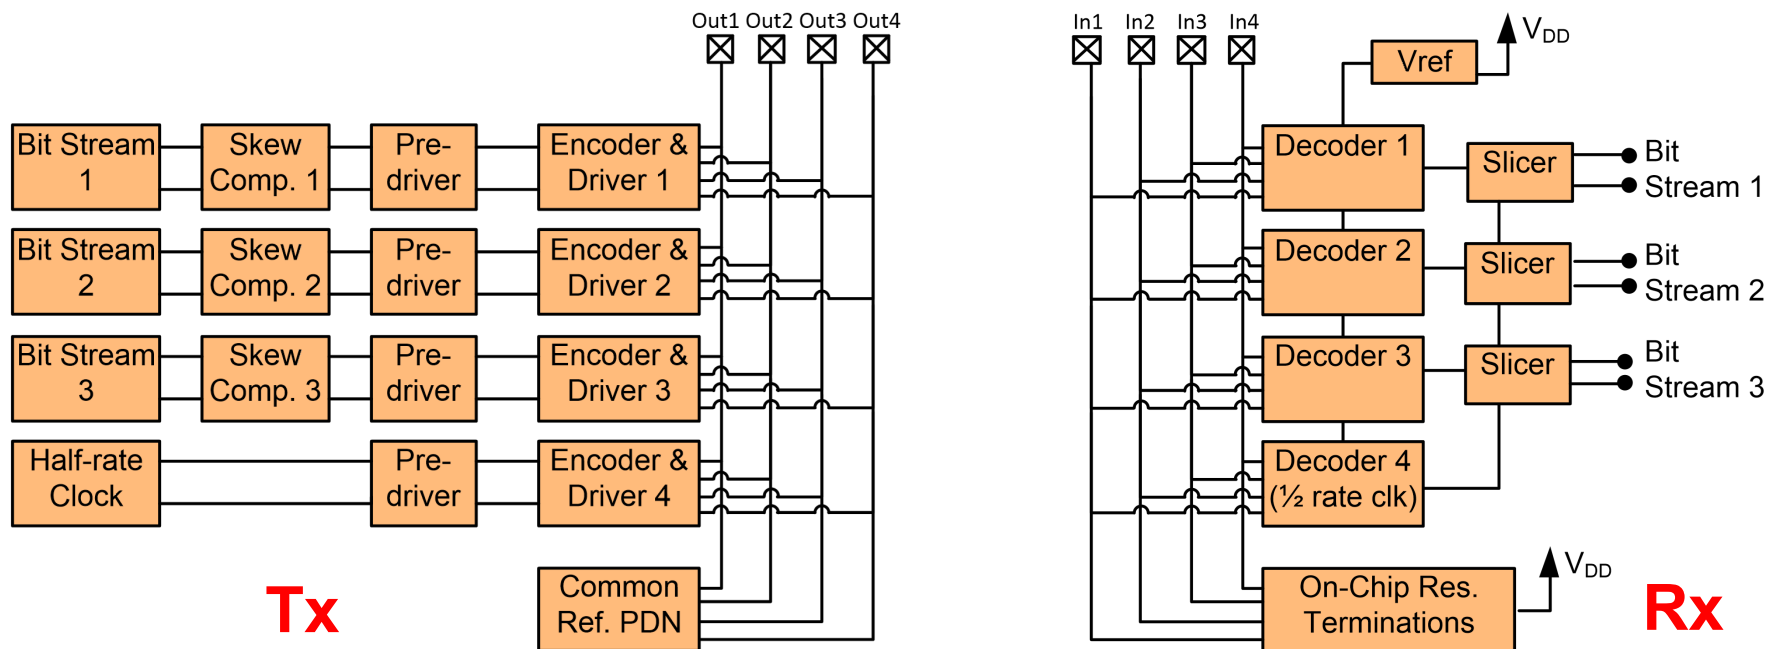 Out1 Out2 Out3 Out4
In1 In2 In3 In4
Vref
VDD
Bit Stream
1
Skew
Comp. 1
Pre-
driver
Encoder &
Driver 1
Decoder 1
Slicer
Bit
Stream 1
Bit Stream
2
Skew
Comp. 2
Pre-
driver
Encoder &
Driver 2
Decoder 2
Slicer
Bit
Stream 2
Bit Stream
3
Skew
Comp. 3
Pre-
driver
Encoder &
Driver 3
Decoder 3
Slicer
Bit
Stream 3
Half-rate
Clock
Pre-
driver
Encoder &
Driver 4
Decoder 4
(½ rate clk)
Tx
Common
Ref. PDN
On-Chip Res.
Terminations
VDD
Rx